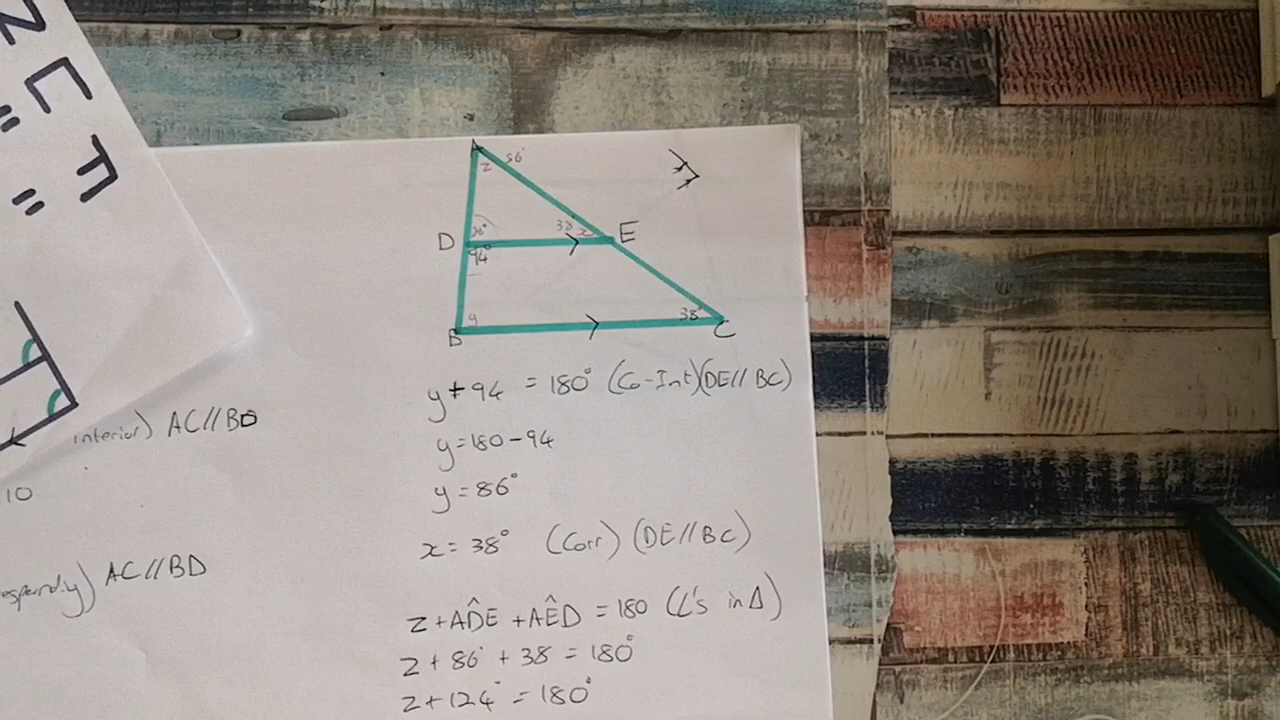 N
C =
F =
interior) AC//BD
10
AC//BD
A
56°
z
D
94°
38
x
E
y
38°
B
C
y + 94 = 180° (Co-Int)(DE//BC)
y = 180 - 94
y = 86°
x = 38° (Corr) (DE//BC)
z + AD̂E + AÊD = 180 (L's in Δ)
z + 86° + 38 = 180°
z + 124° = 180°